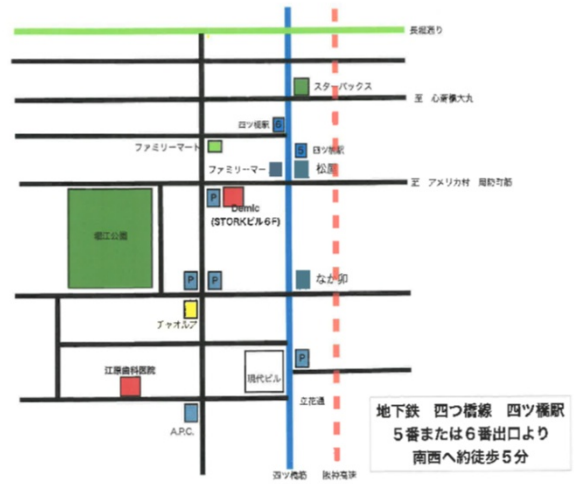 長堀通り
スターバックス
至 心斎橋大丸
四ツ橋駅
6
ファミリーマート
5
四ツ橋駅
ファミリーマー
松屋
至 アメリカ村 周防町筋
P
Demic
(STORKビル6F)
堀江公園
P
P
なか卯
チャオルア
P
江原歯科医院
現代ビル
立花通
A.P.C.
地下鉄 四つ橋線 四ツ橋駅
5番または6番出口より
南西へ約徒歩5分
四ツ橋筋
阪神高速